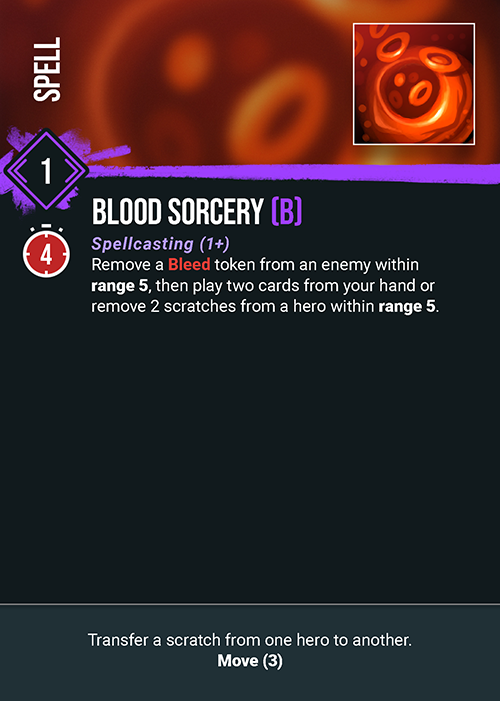 SPELL
1
BLOOD SORCERY (B)
4
Spellcasting (1+)
Remove a Bleed token from an enemy within
range 5, then play two cards from your hand or
remove 2 scratches from a hero within range 5.
Transfer a scratch from one hero to another.
Move (3)